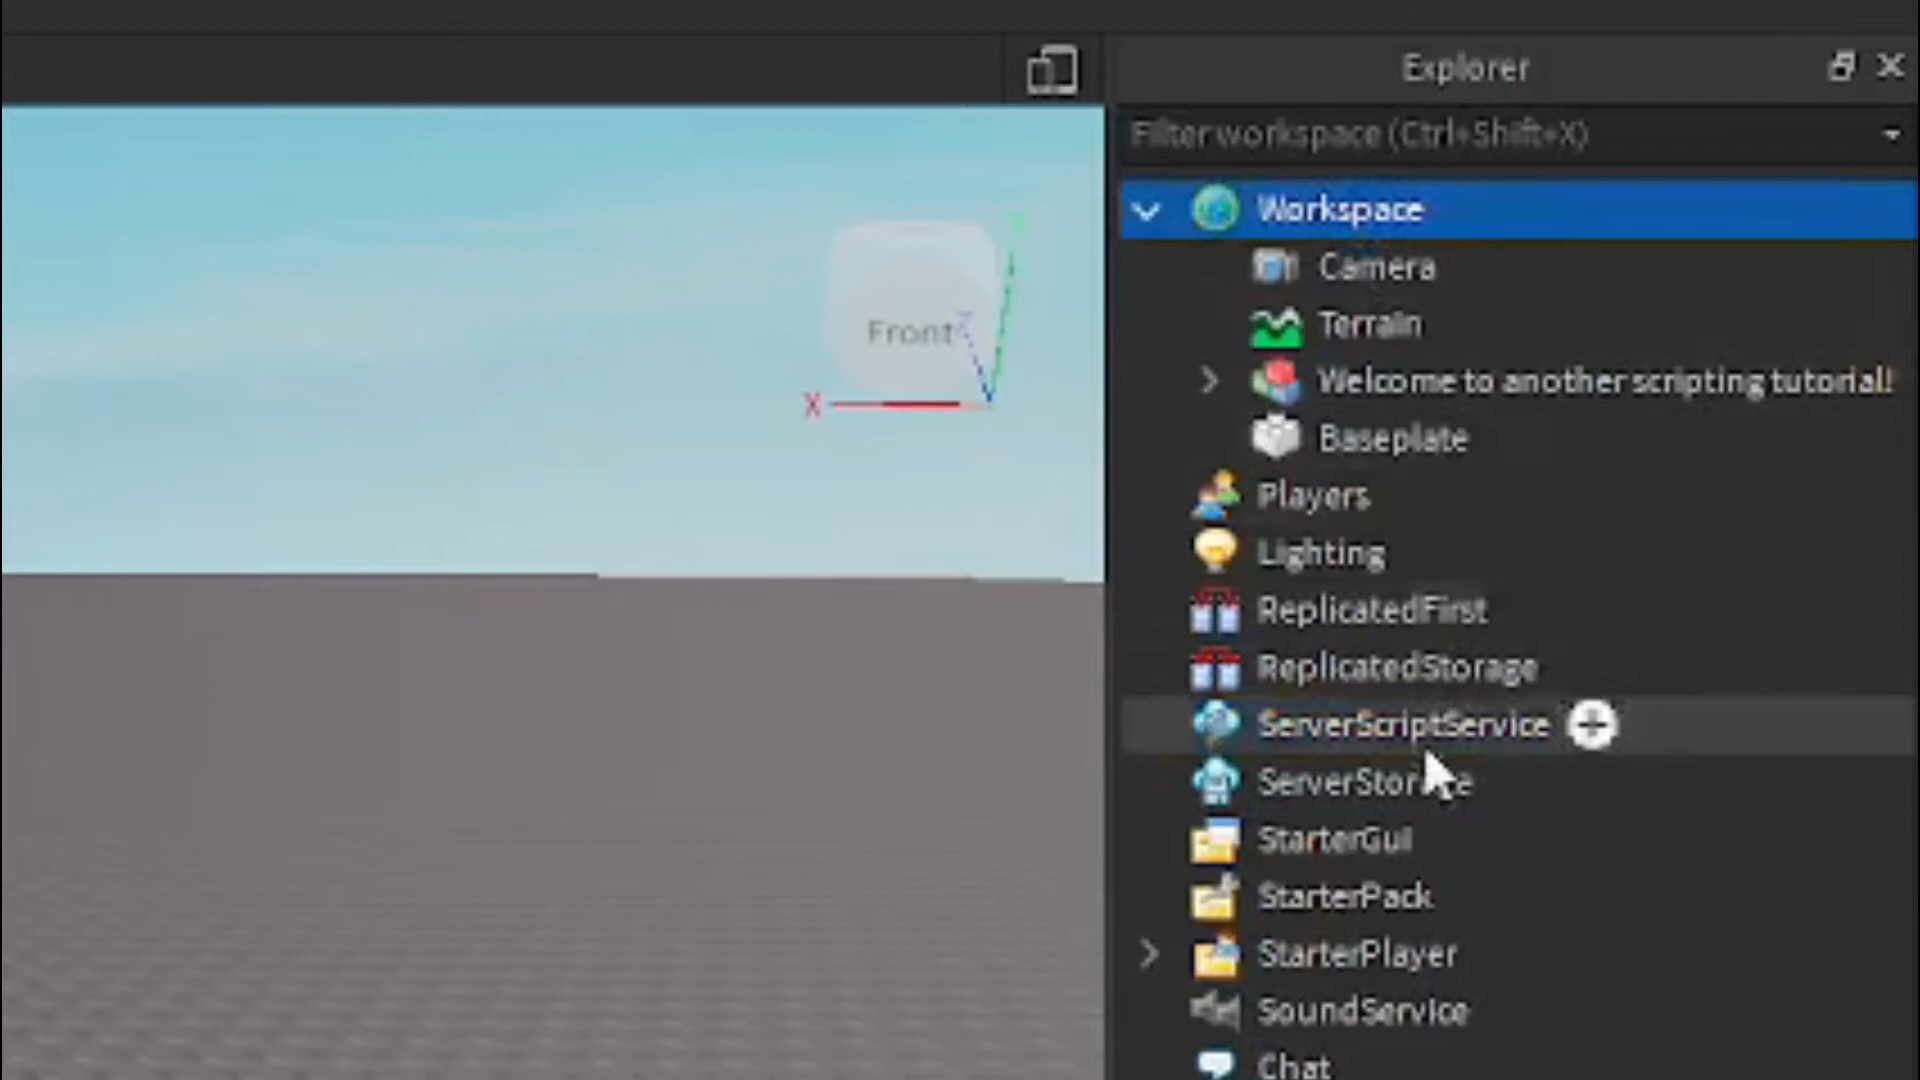 Explorer
Filter workspace (Ctrl+Shift+X)
Workspace
Camera
Terrain
Welcome to another scripting tutorial!
Baseplate
Players
Lighting
ReplicatedFirst
ReplicatedStorage
ServerScriptService
ServerStorage
StarterGui
StarterPack
StarterPlayer
SoundService
Chat
Front
Z
X